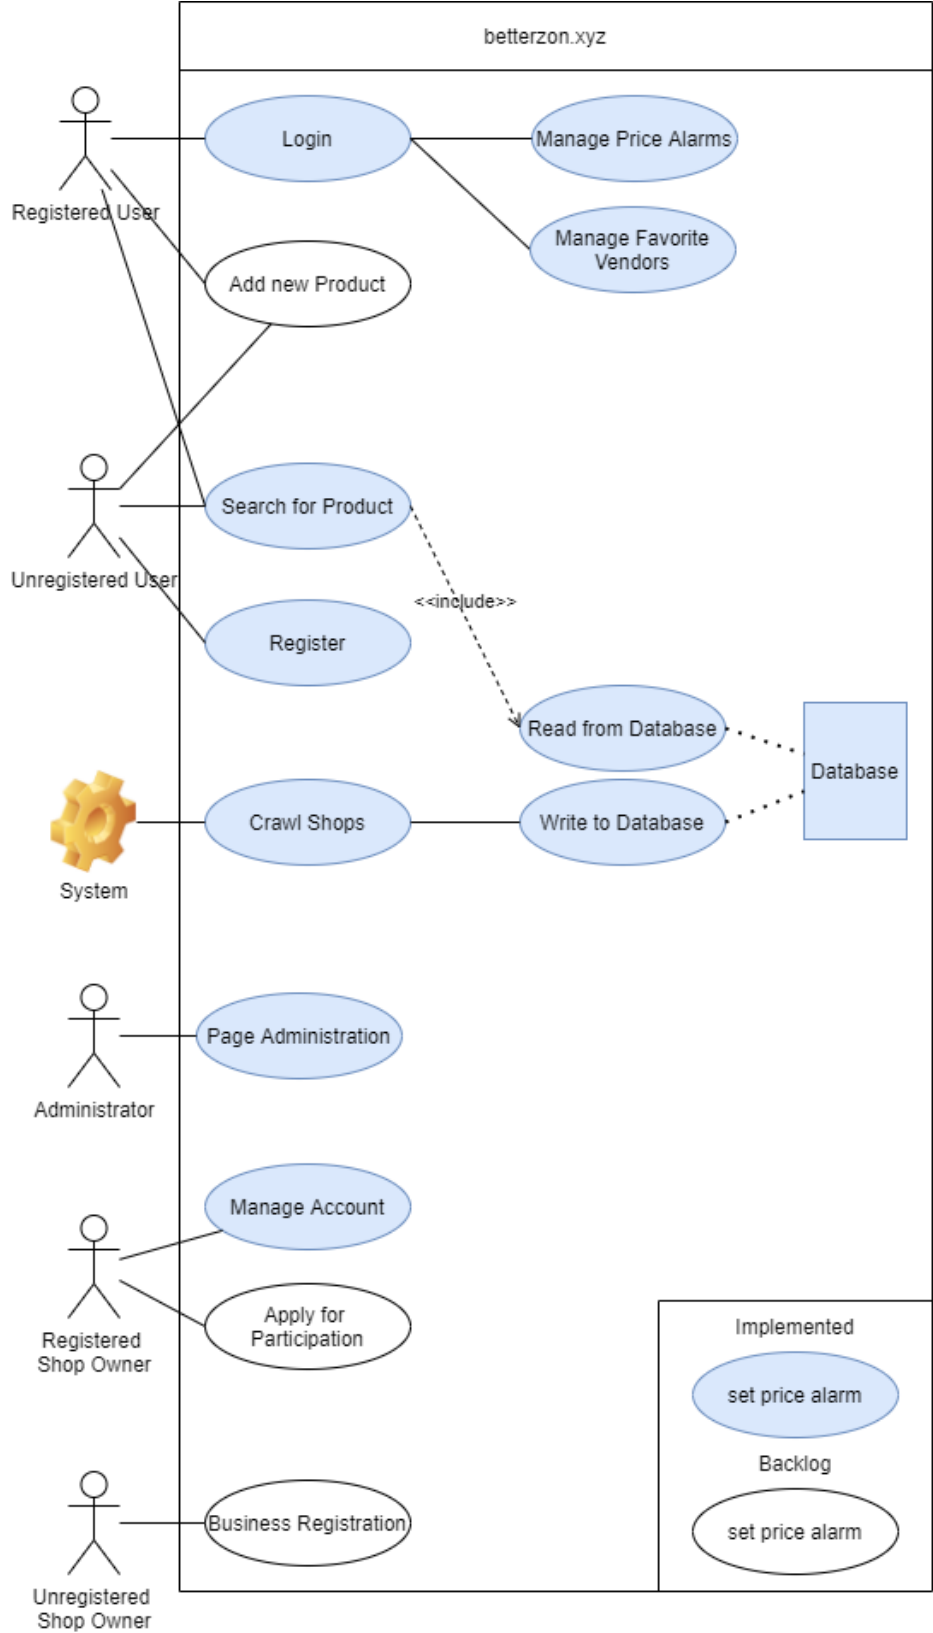 betterzon.xyz
Login
Manage Price Alarms
Registered User
Manage Favorite
Vendors
Add new Product
Search for Product
Unregistered User
<<include>>
Register
Read from Database
Database
Crawl Shops
Write to Database
System
Page Administration
Administrator
Manage Account
Registered
Shop Owner
Apply for
Participation
Implemented
set price alarm
Backlog
set price alarm
Business Registration
Unregistered
Shop Owner